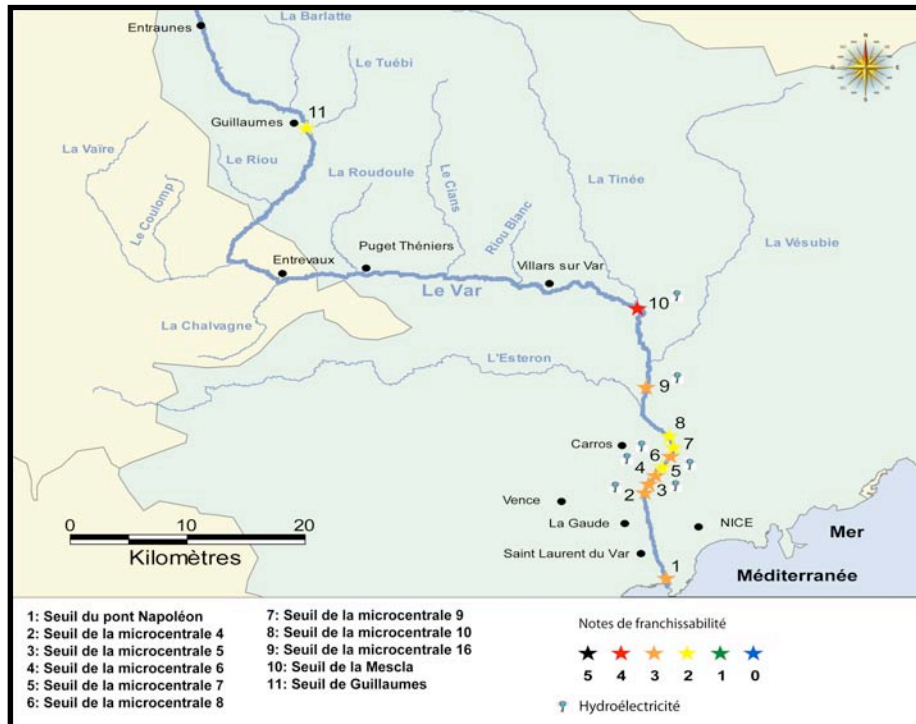 La Barlatte
Entraunes
Le Tuébi
11
Guillaumes
La Vaïre
Le Riou
La Roudoule
Le Coulomp
Le Cians
La Tinée
Riou Blanc
La Vésubie
Puget Théniers
Entrevaux
Villars sur Var
Le Var
10
La Chalvagne
L'Esteron
9
8
Carros
7
6
4
5
3
2
Vence
La Gaude
NICE
Mer
Saint Laurent du Var
Méditerranée
1
0 10 20
Kilomètres
1: Seuil du pont Napoléon
2: Seuil de la microcentrale 4
3: Seuil de la microcentrale 5
4: Seuil de la microcentrale 6
5: Seuil de la microcentrale 7
6: Seuil de la microcentrale 8
7: Seuil de la microcentrale 9
8: Seuil de la microcentrale 10
9: Seuil de la microcentrale 16
10: Seuil de la Mescla
11: Seuil de Guillaumes
Notes de franchissabilité
5 4 3 2 1 0
Hydroélectricité